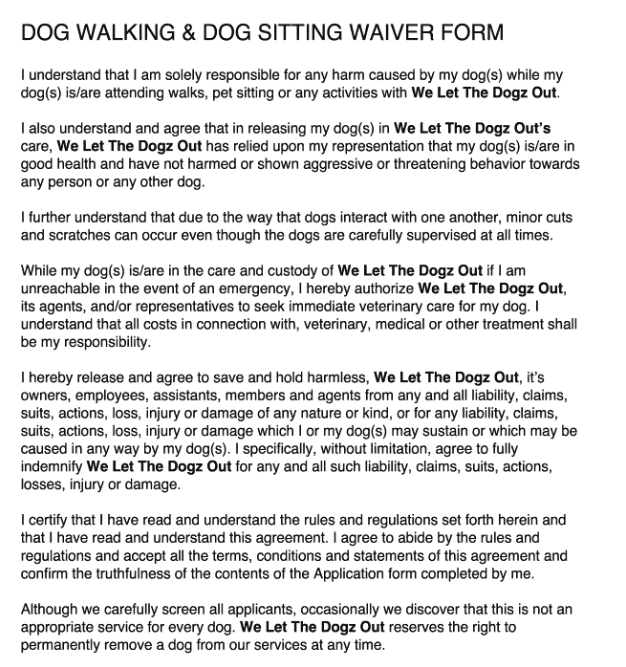 DOG WALKING & DOG SITTING WAIVER FORM
I understand that I am solely responsible for any harm caused by my dog(s) while my
dog(s) is/are attending walks, pet sitting or any activities with We Let The Dogz Out.
I also understand and agree that in releasing my dog(s) in We Let The Dogz Out's
care, We Let The Dogz Out has relied upon my representation that my dog(s) is/are in
good health and have not harmed or shown aggressive or threatening behavior towards
any person or any other dog.
I further understand that due to the way that dogs interact with one another, minor cuts
and scratches can occur even though the dogs are carefully supervised at all times.
While my dog(s) is/are in the care and custody of We Let The Dogz Out if I am
unreachable in the event of an emergency, I hereby authorize We Let The Dogz Out,
its agents, and/or representatives to seek immediate veterinary care for my dog. I
understand that all costs in connection with, veterinary, medical or other treatment shall
be my responsibility.
I hereby release and agree to save and hold harmless, We Let The Dogz Out, it's
owners, employees, assistants, members and agents from any and all liability, claims,
suits, actions, loss, injury or damage of any nature or kind, or for any liability, claims,
suits, actions, loss, injury or damage which I or my dog(s) may sustain or which may be
caused in any way by my dog(s). I specifically, without limitation, agree to fully
indemnify We Let The Dogz Out for any and all such liability, claims, suits, actions,
losses, injury or damage.
I certify that I have read and understand the rules and regulations set forth herein and
that I have read and understand this agreement. I agree to abide by the rules and
regulations and accept all the terms, conditions and statements of this agreement and
confirm the truthfulness of the contents of the Application form completed by me.
Although we carefully screen all applicants, occasionally we discover that this is not an
appropriate service for every dog. We Let The Dogz Out reserves the right to
permanently remove a dog from our services at any time.